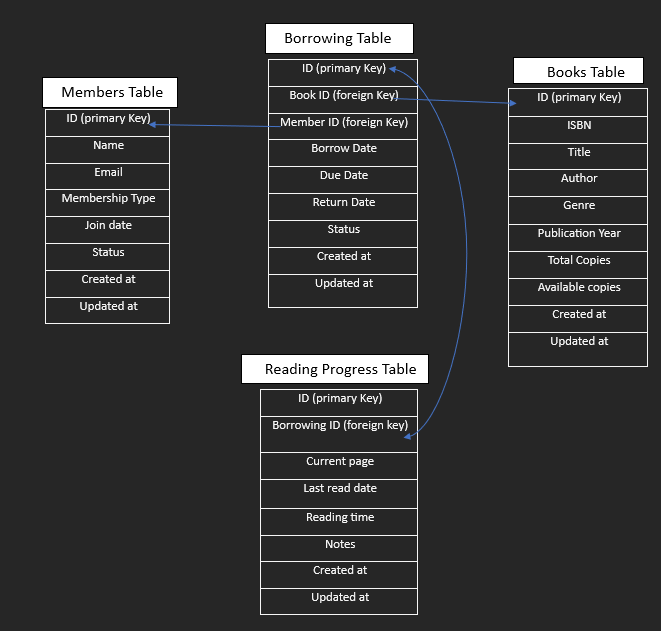 Borrowing Table
ID (primary Key)
Book ID (foreign Key)
Member ID (foreign Key)
Borrow Date
Due Date
Return Date
Status
Created at
Updated at
Members Table
ID (primary Key)
Name
Email
Membership Type
Join date
Status
Created at
Updated at
Books Table
ID (primary Key)
ISBN
Title
Author
Genre
Publication Year
Total Copies
Available copies
Created at
Updated at
Reading Progress Table
ID (primary Key)
Borrowing ID (foreign key)
Current page
Last read date
Reading time
Notes
Created at
Updated at